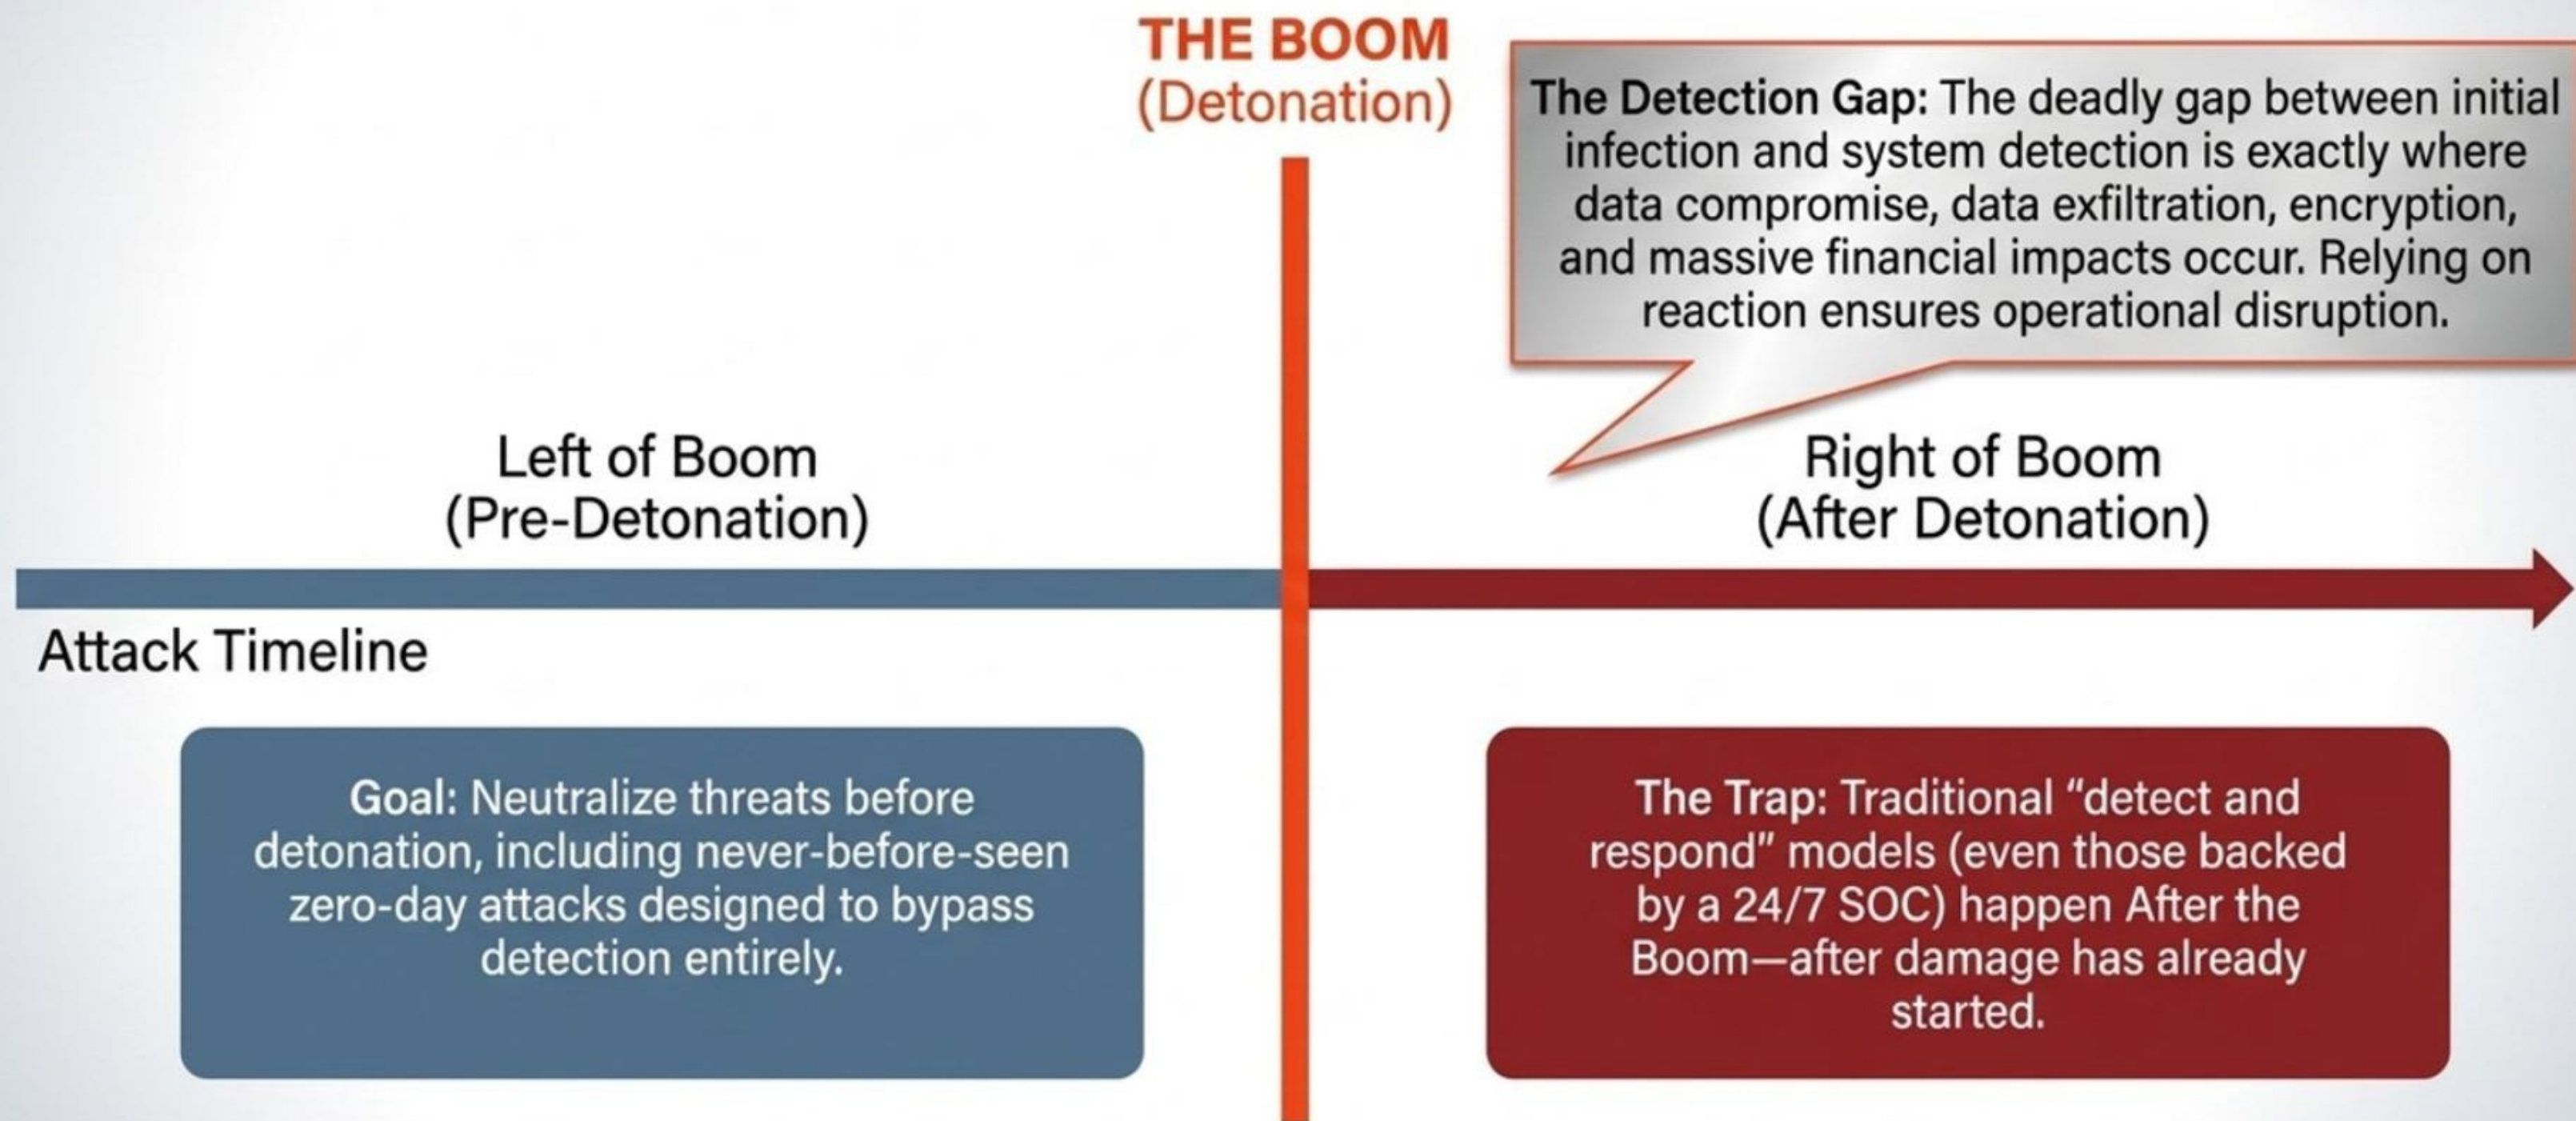 THE BOOM
(Detonation)
The Detection Gap: The deadly gap between initial
infection and system detection is exactly where
data compromise, data exfiltration, encryption,
and massive financial impacts occur. Relying on
reaction ensures operational disruption.
Left of Boom
(Pre-Detonation)
Right of Boom
(After Detonation)
Attack Timeline
Goal: Neutralize threats before
detonation, including never-before-seen
zero-day attacks designed to bypass
detection entirely.
The Trap: Traditional “detect and
respond” models (even those backed
by a 24/7 SOC) happen After the
Boom—after damage has already
started.